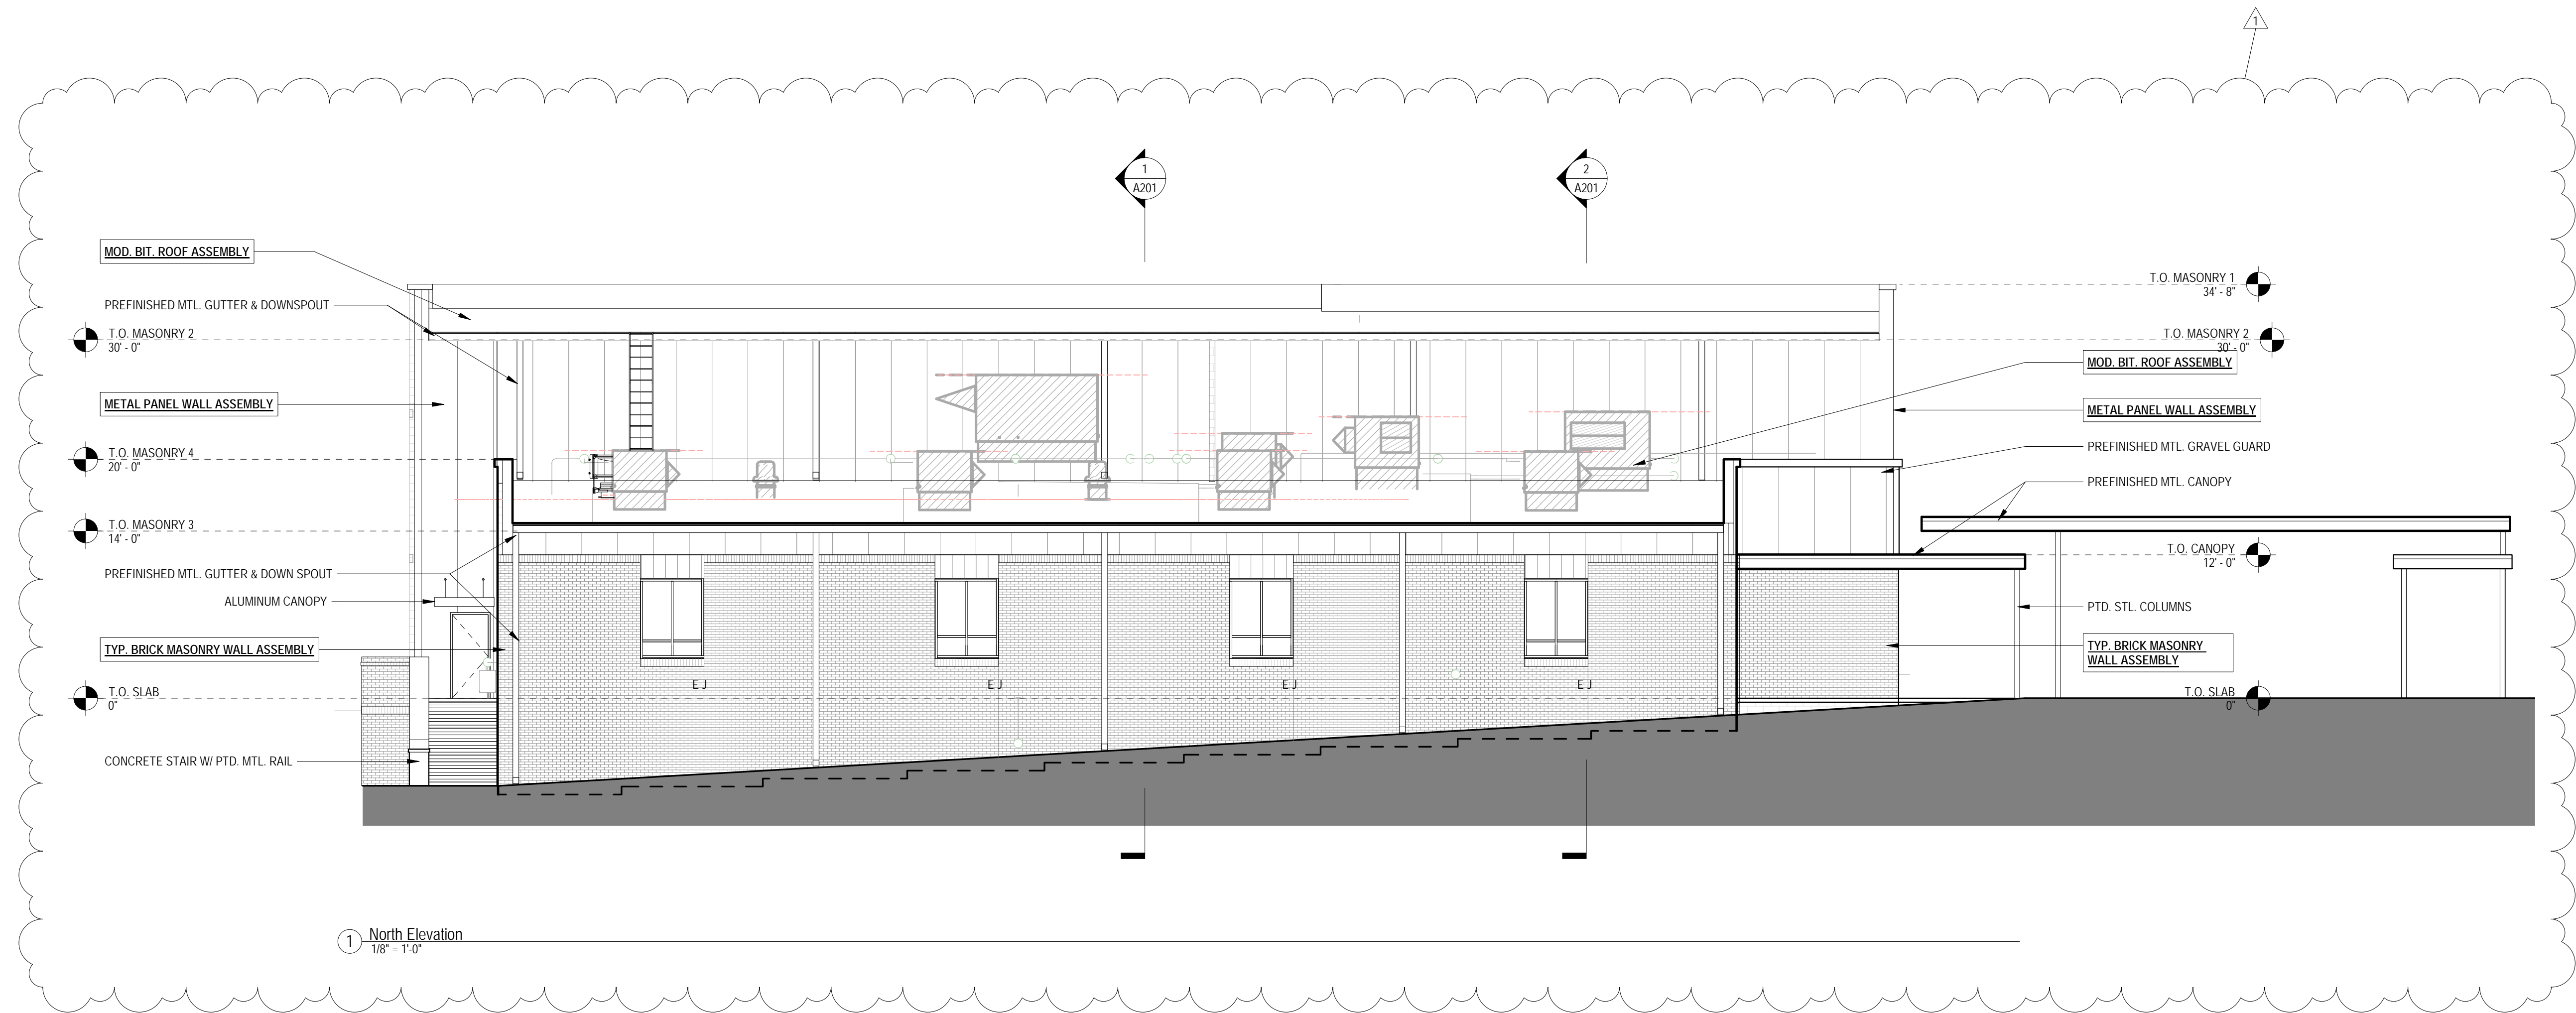 1
1
A201
2
A201
MOD. BIT. ROOF ASSEMBLY
PREFINISHED MTL. GUTTER & DOWNSPOUT
T.O. MASONRY 2
30' - 0"
METAL PANEL WALL ASSEMBLY
T.O. MASONRY 4
20' - 0"
T.O. MASONRY 3
14' - 0"
PREFINISHED MTL. GUTTER & DOWN SPOUT
ALUMINUM CANOPY
TYP. BRICK MASONRY WALL ASSEMBLY
T.O. SLAB
0"
CONCRETE STAIR W/ PTD. MTL. RAIL
EJ
EJ
EJ
EJ
T.O. MASONRY 1
34' - 8"
T.O. MASONRY 2
30' - 0"
MOD. BIT. ROOF ASSEMBLY
METAL PANEL WALL ASSEMBLY
PREFINISHED MTL. GRAVEL GUARD
PREFINISHED MTL. CANOPY
T.O. CANOPY
12' - 0"
PTD. STL. COLUMNS
TYP. BRICK MASONRY
WALL ASSEMBLY
T.O. SLAB
0"
1 North Elevation
1/8" = 1'-0"